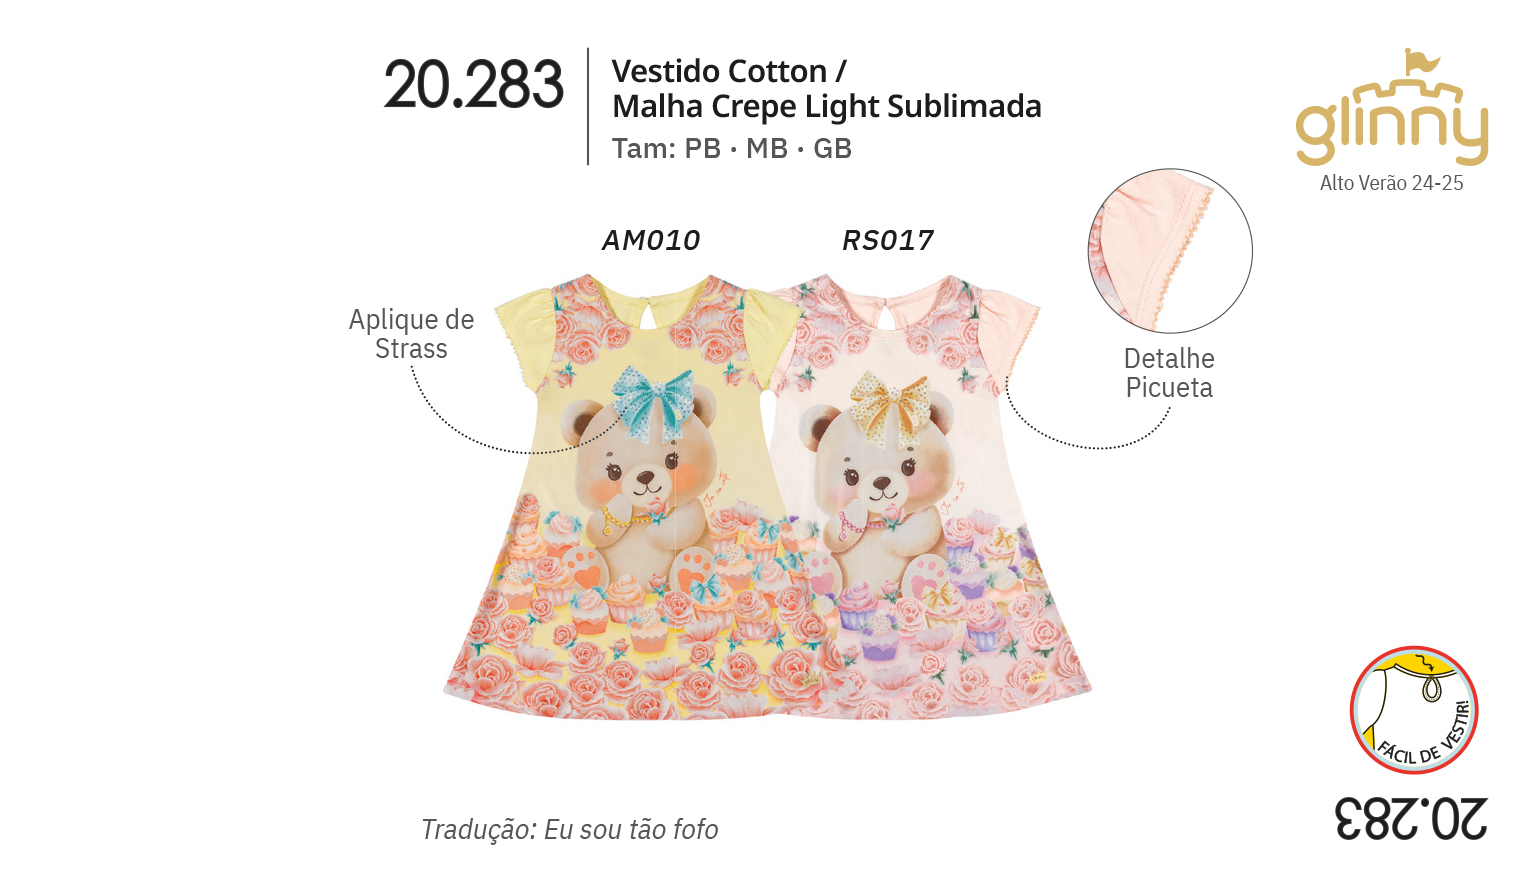 20.283
Vestido Cotton /
Malha Crepe Light Sublimada
Tam: PB · MB · GB
glinny
Alto Verão 24-25
AM010
RS017
Aplique de
Strass
Detalhe
Picueta
FÁCIL DE VESTIR!
20.283
Tradução: Eu sou tão fofo